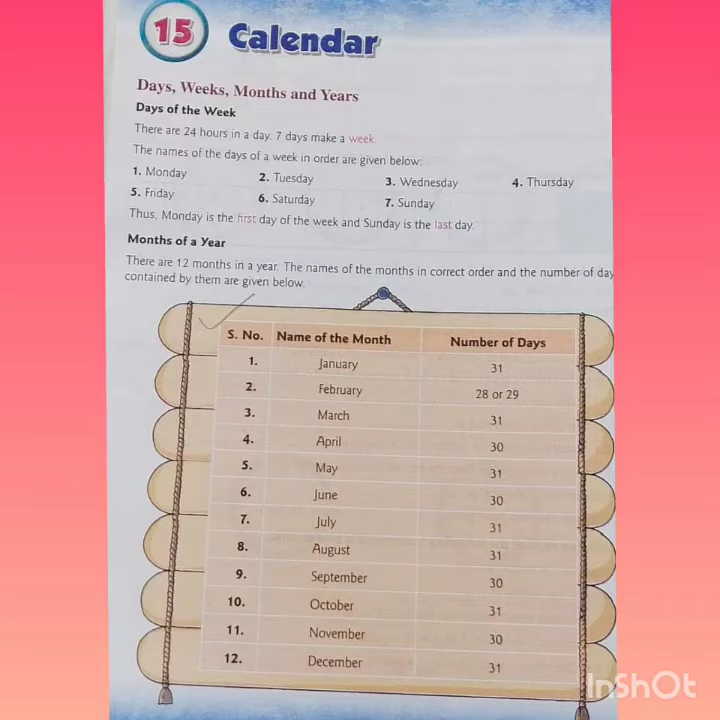 15 Calendar
Days, Weeks, Months and Years
Days of the Week
There are 24 hours in a day. 7 days make a week.
The names of the days of a week in order are given below:
1. Monday 2. Tuesday 3. Wednesday 4. Thursday
5. Friday 6. Saturday 7. Sunday
Thus, Monday is the first day of the week and Sunday is the last day.
Months of a Year
There are 12 months in a year. The names of the months in correct order and the number of day
contained by them are given below.
S. No. Name of the Month Number of Days
1. January 31
2. February 28 or 29
3. March 31
4. April 30
5. May 31
6. June 30
7. July 31
8. August 31
9. September 30
10. October 31
11. November 30
12. December 31
InShOt